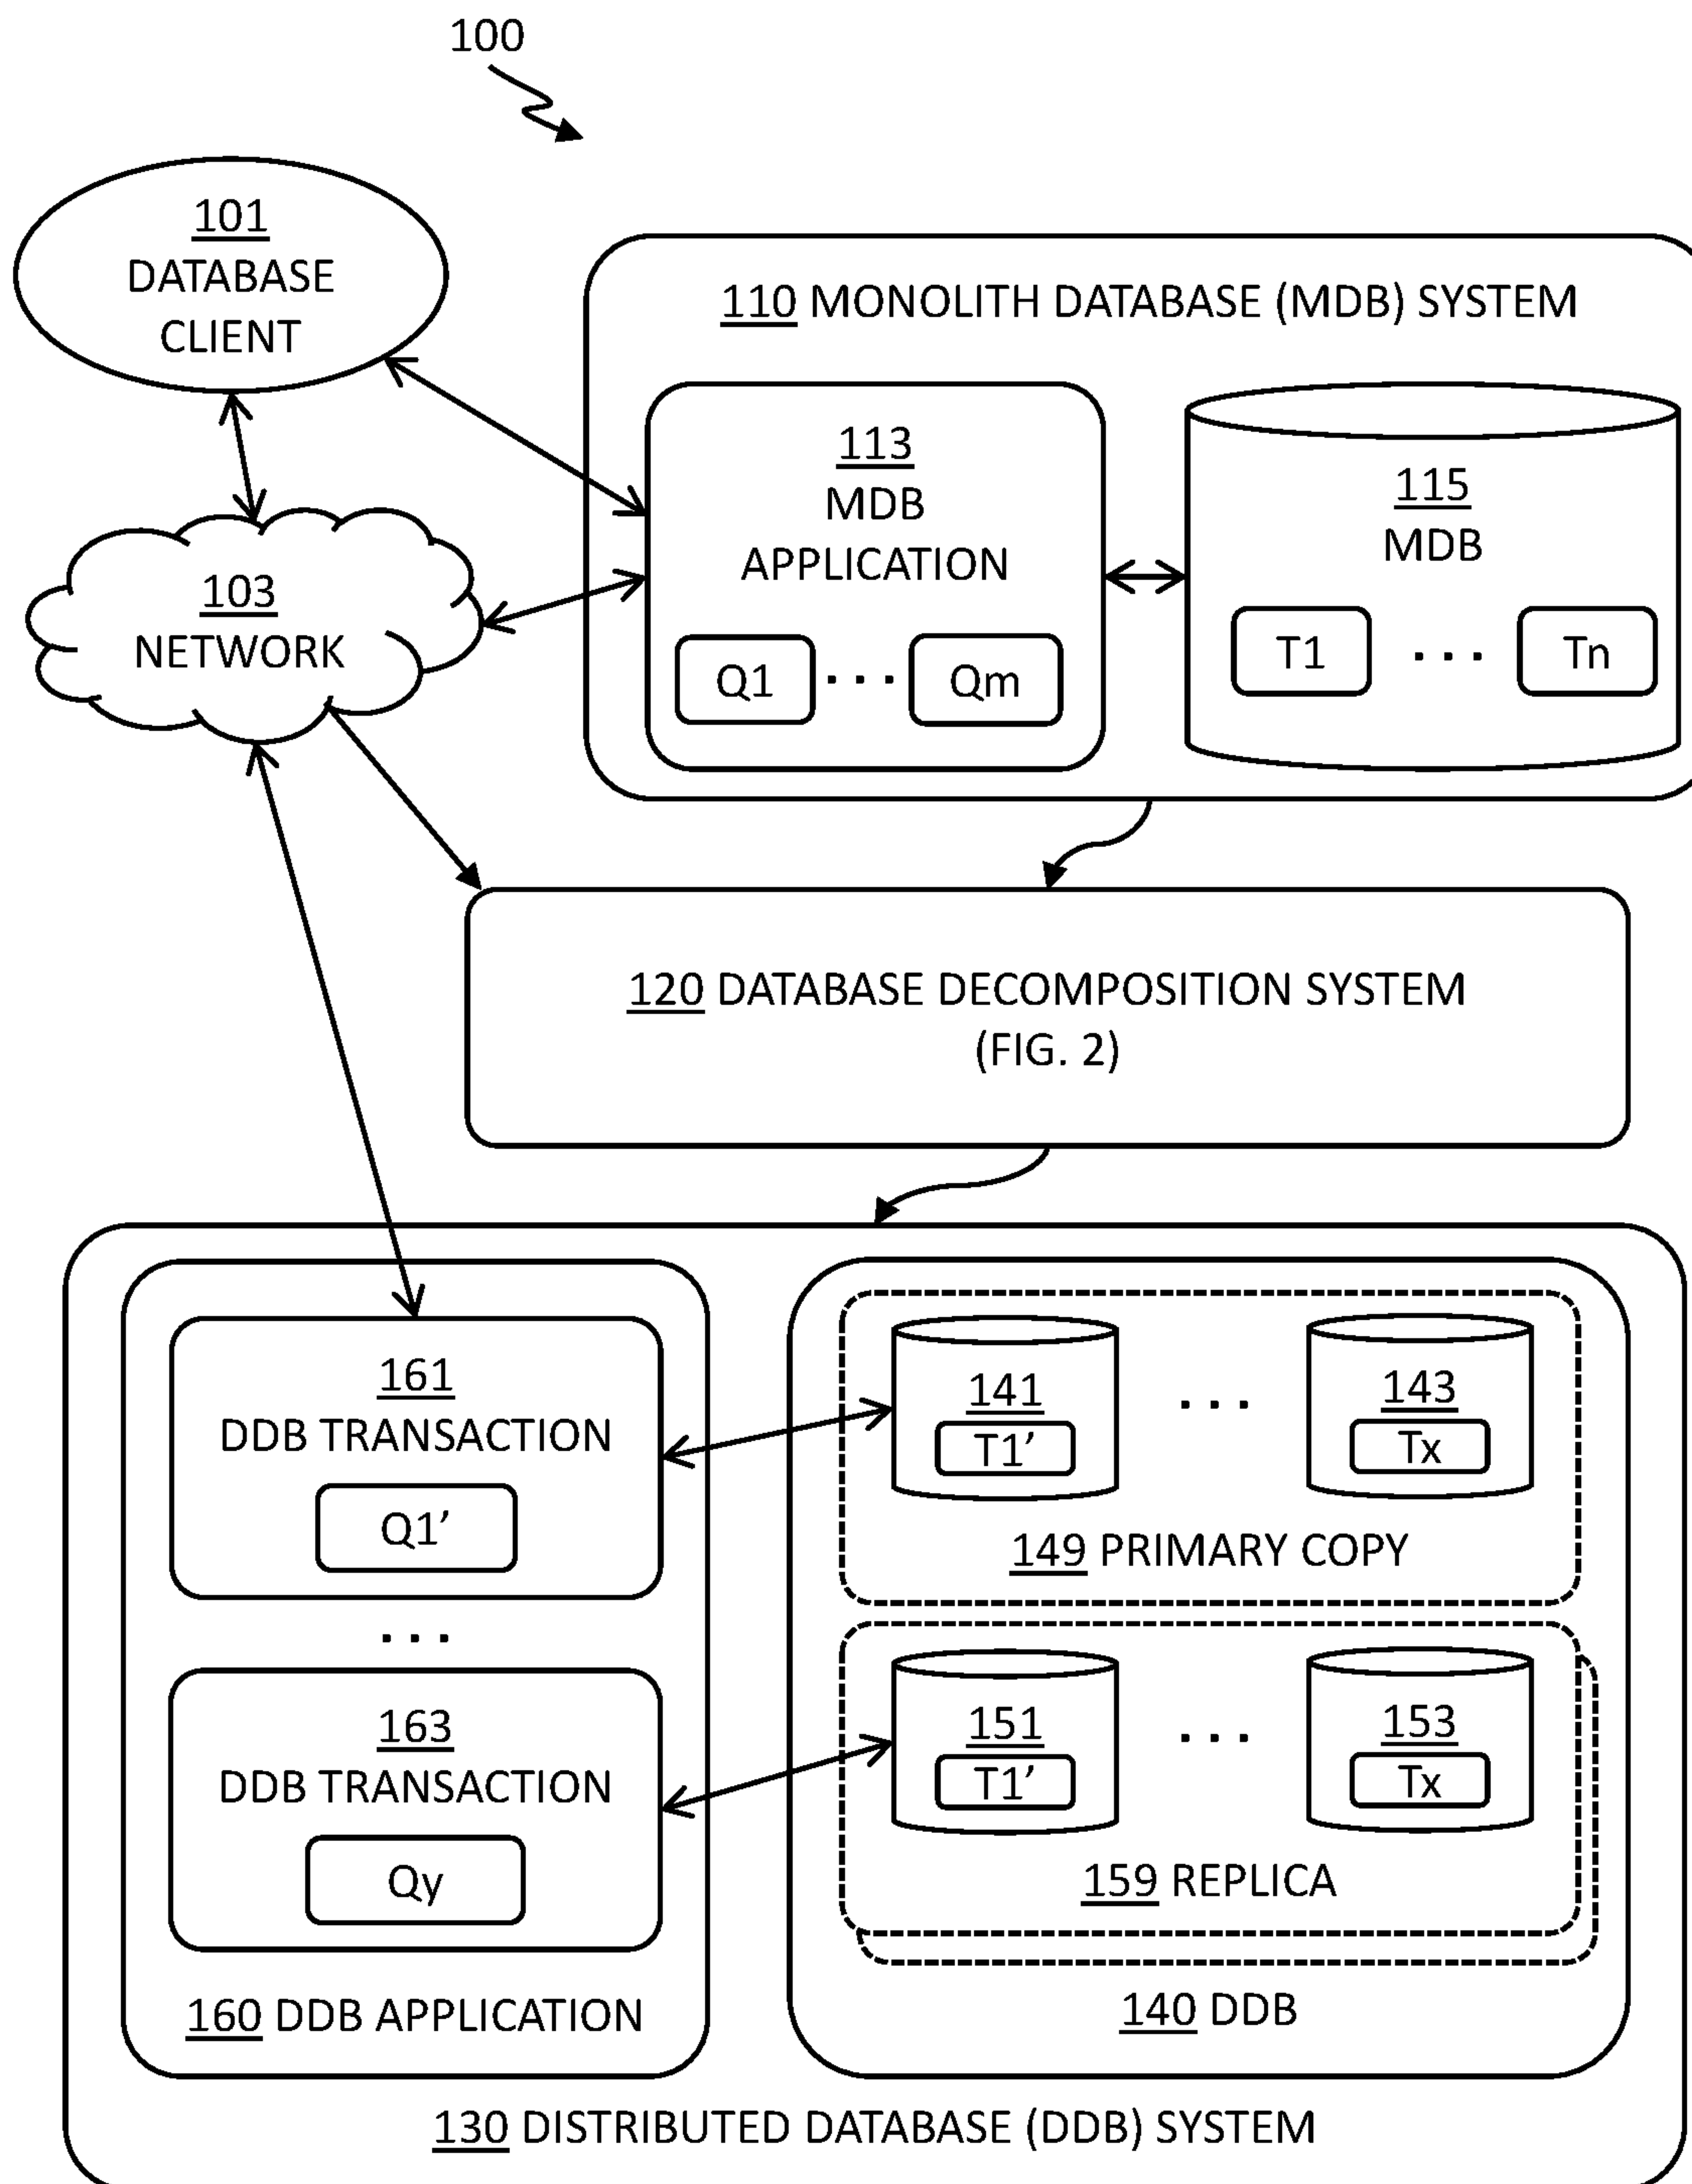 100
101
DATABASE
CLIENT
110 MONOLITH DATABASE (MDB) SYSTEM
113
MDB
APPLICATION
Q1 . . . Qm
115
MDB
T1 . . . Tn
103
NETWORK
120 DATABASE DECOMPOSITION SYSTEM
(FIG. 2)
161
DDB TRANSACTION
Q1’
. . .
163
DDB TRANSACTION
Qy
160 DDB APPLICATION
141 . . . 143
T1’ Tx
149 PRIMARY COPY
151 . . . 153
T1’ Tx
159 REPLICA
140 DDB
130 DISTRIBUTED DATABASE (DDB) SYSTEM